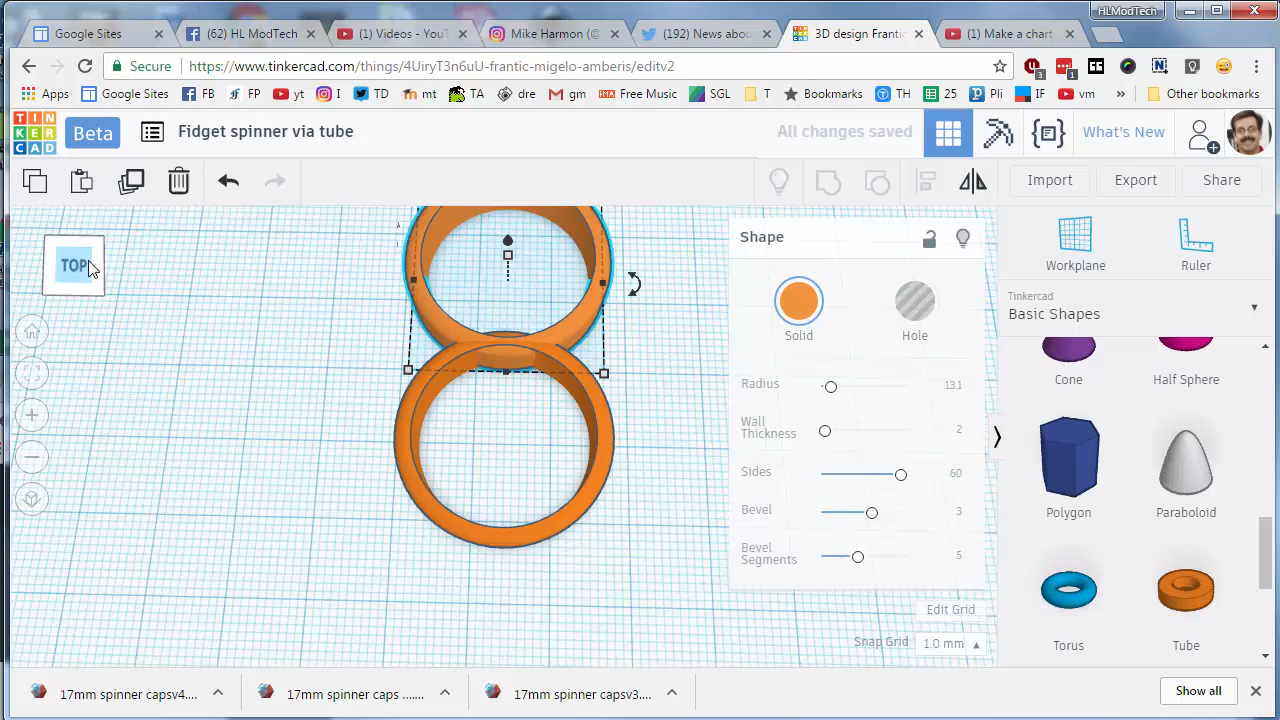 HLModTech
Google Sites
(62) HL ModTech
(1) Videos - YouT
Mike Harmon (@
(192) News abou
3D design Frantic
(1) Make a chart
Secure
https://www.tinkercad.com/things/4UiryT3n6uU-frantic-migelo-amberis/editv2
3
1
Apps
Google Sites
FB
FP
yt
I
TD
mt
TA
dre
gm
Free Music
SGL
T
Bookmarks
TH
25
Pli
IF
vm
»
Other bookmarks
TIN
KER
CAD
Beta
Fidget spinner via tube
All changes saved
What's New
Import
Export
Share
TOP
Shape
Solid
Hole
Radius
13.1
Wall
Thickness
2
Sides
60
Bevel
3
Bevel
Segments
5
Edit Grid
Snap Grid
1.0 mm
Workplane
Ruler
Tinkercad
Basic Shapes
Cone
Half Sphere
Polygon
Paraboloid
Torus
Tube
17mm spinner capsv4....
17mm spinner caps .......
17mm spinner capsv3....
Show all